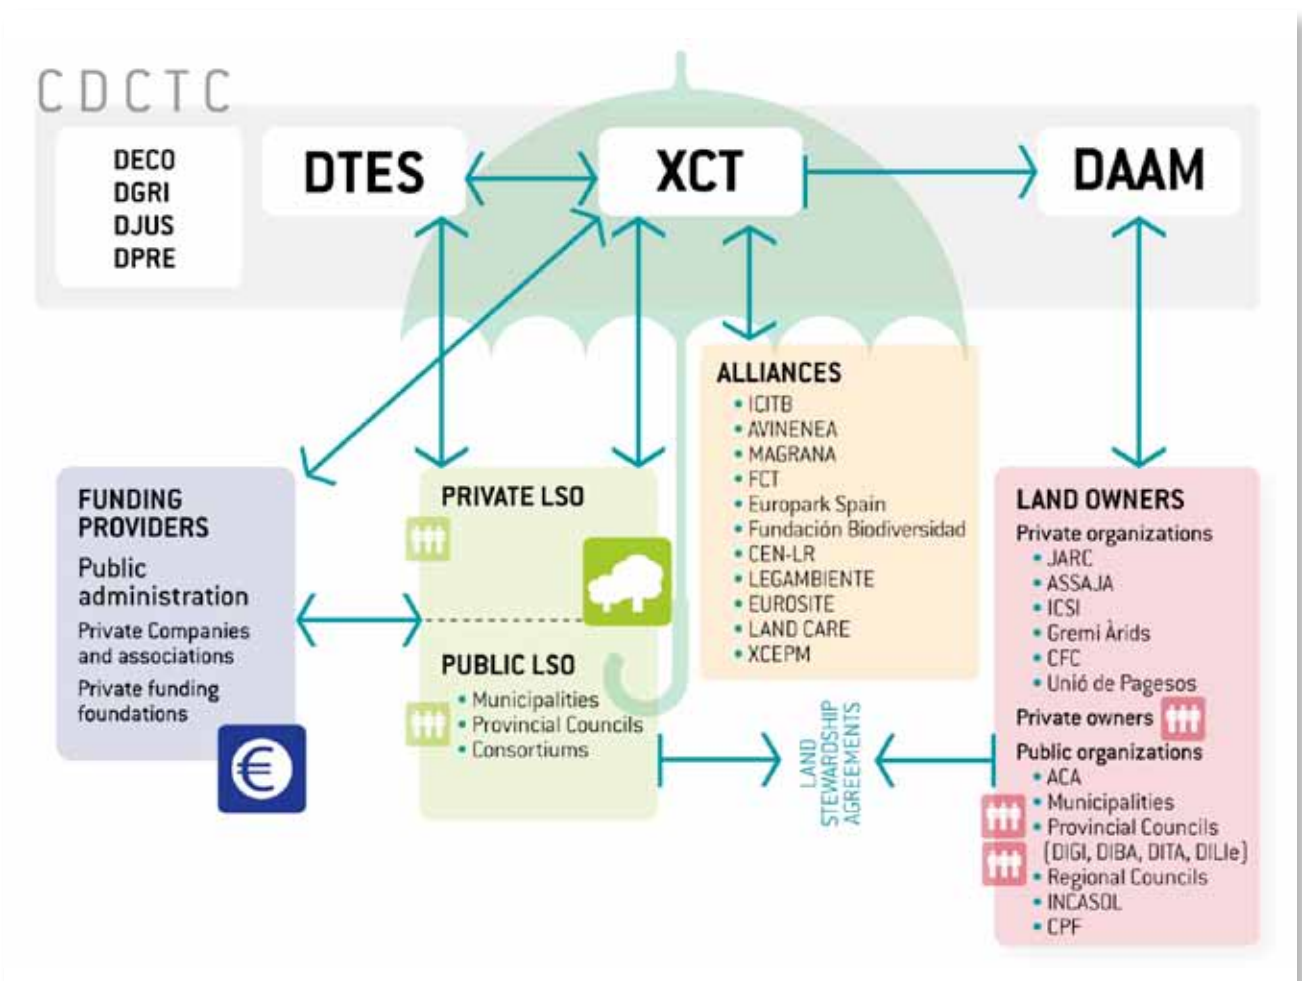 CDCTC
DECO
DGRI
DJUS
DPRE
DTES
XCT
DAAM
FUNDING
PROVIDERS
Public
administration
Private Companies
and associations
Private funding
foundations
€
PRIVATE LSO
PUBLIC LSO
• Municipalities
• Provincial Councils
• Consortiums
ALLIANCES
• ICITB
• AVINENEA
• MAGRANA
• FCT
• Europark Spain
• Fundación Biodiversidad
• CEN-LR
• LEGAMBIENTE
• EUROSITE
• LAND CARE
• XCEPM
LAND
STEWARDSHIP
AGREEMENTS
LAND OWNERS
Private organizations
• JARC
• ASSAJA
• ICSI
• Gremi Àrids
• CFC
• Unió de Pagesos
Private owners
Public organizations
• ACA
• Municipalities
• Provincial Councils
(DIGI, DIBA, DITA, DILle)
• Regional Councils
• INCASOL
• CPF